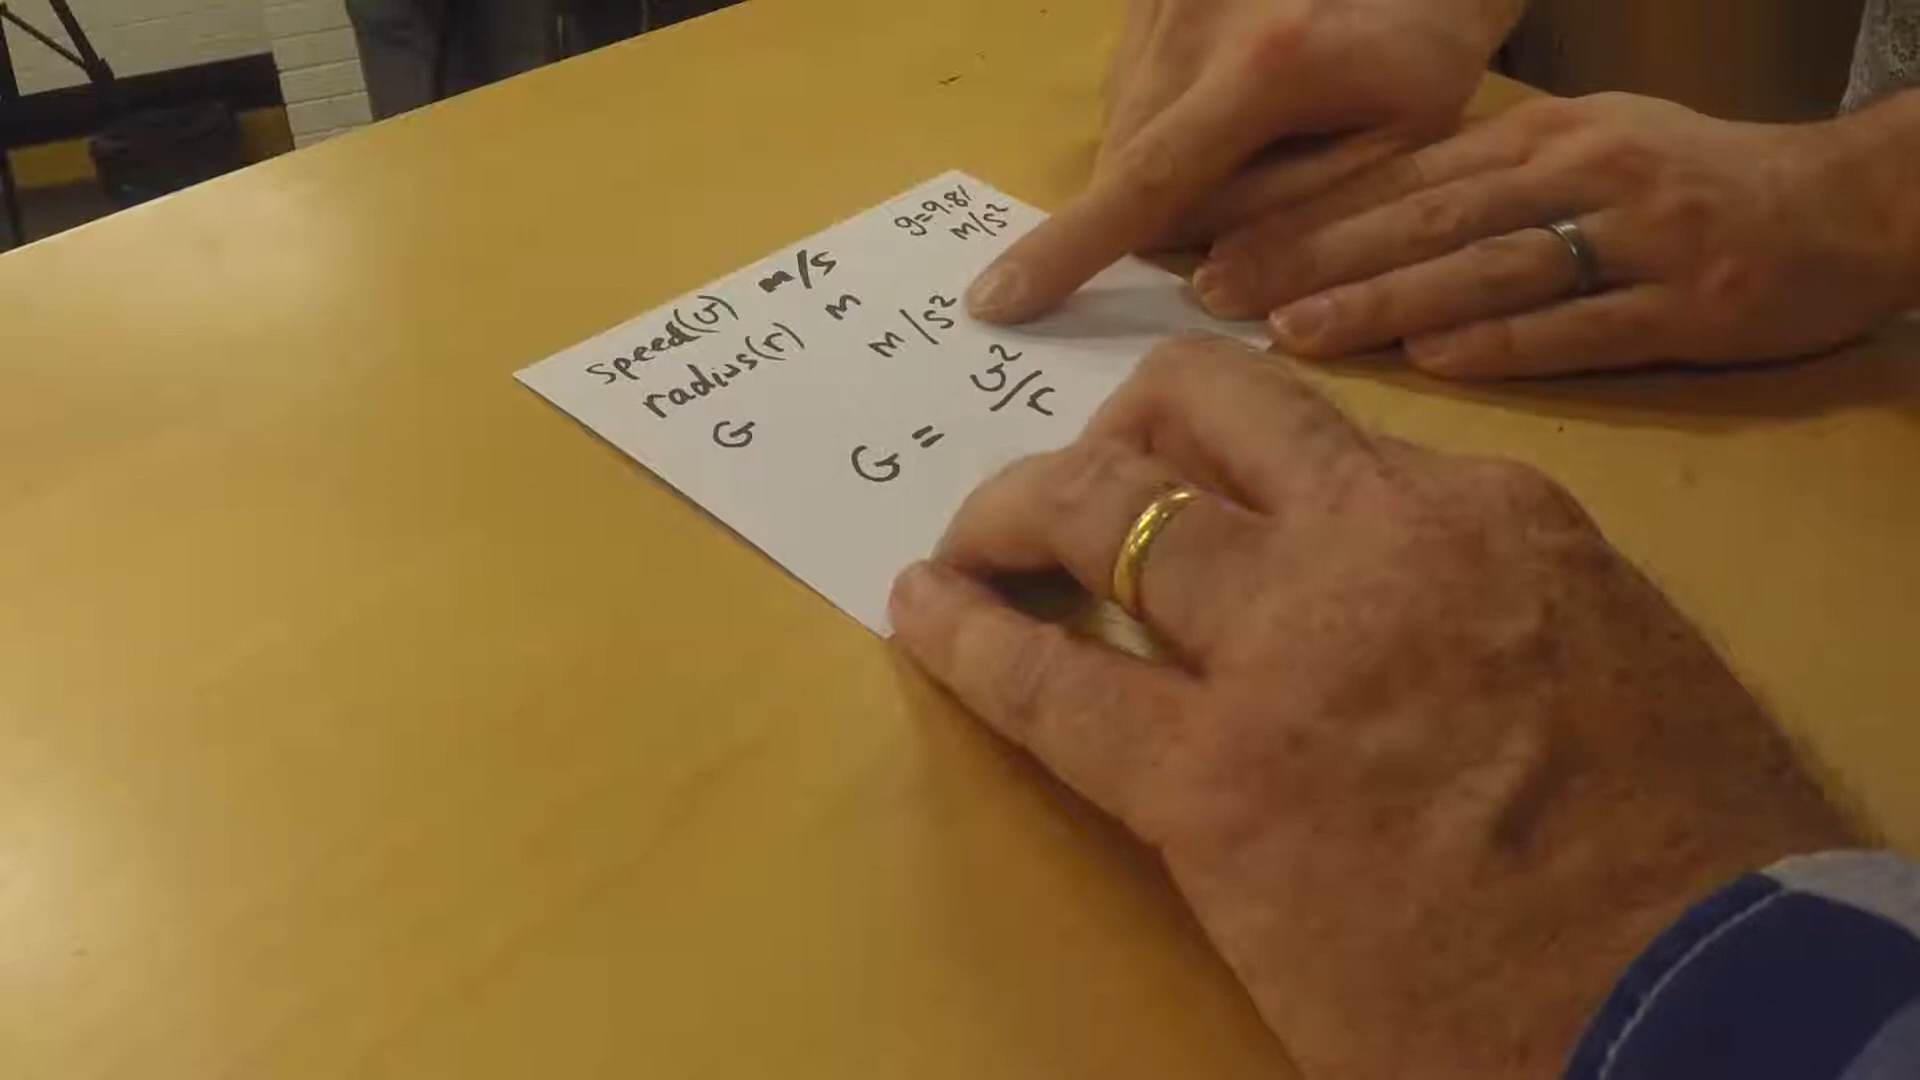 g=9.81
m/s²
speed(v) m/s
radius(r) m
G m/s²
G = v²/r